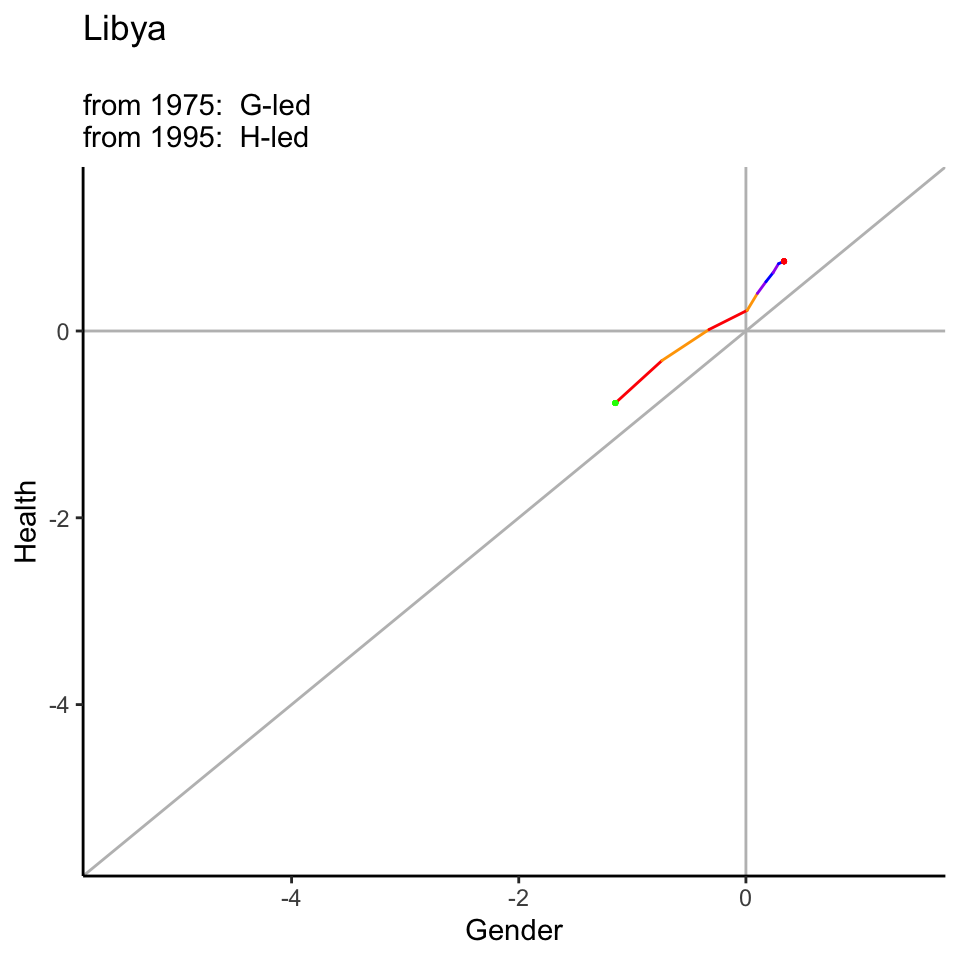 Libya
from 1975:  G-led
from 1995:  H-led
0
-2
-4
Health
-4
-2
0
Gender